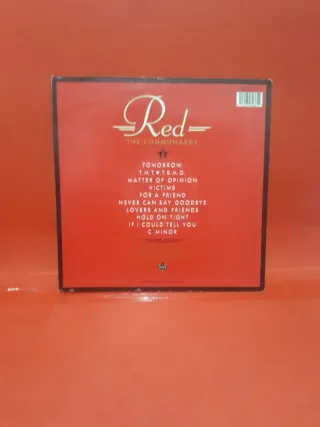 Red
THE COMMUNARDS
TOMORROW
T.M.T.♥.T.B.M.G.
MATTER OF OPINION
VICTIMS
FOR A FRIEND
NEVER CAN SAY GOODBYE
LOVERS AND FRIENDS
HOLD ON TIGHT
IF I COULD TELL YOU
C MINOR